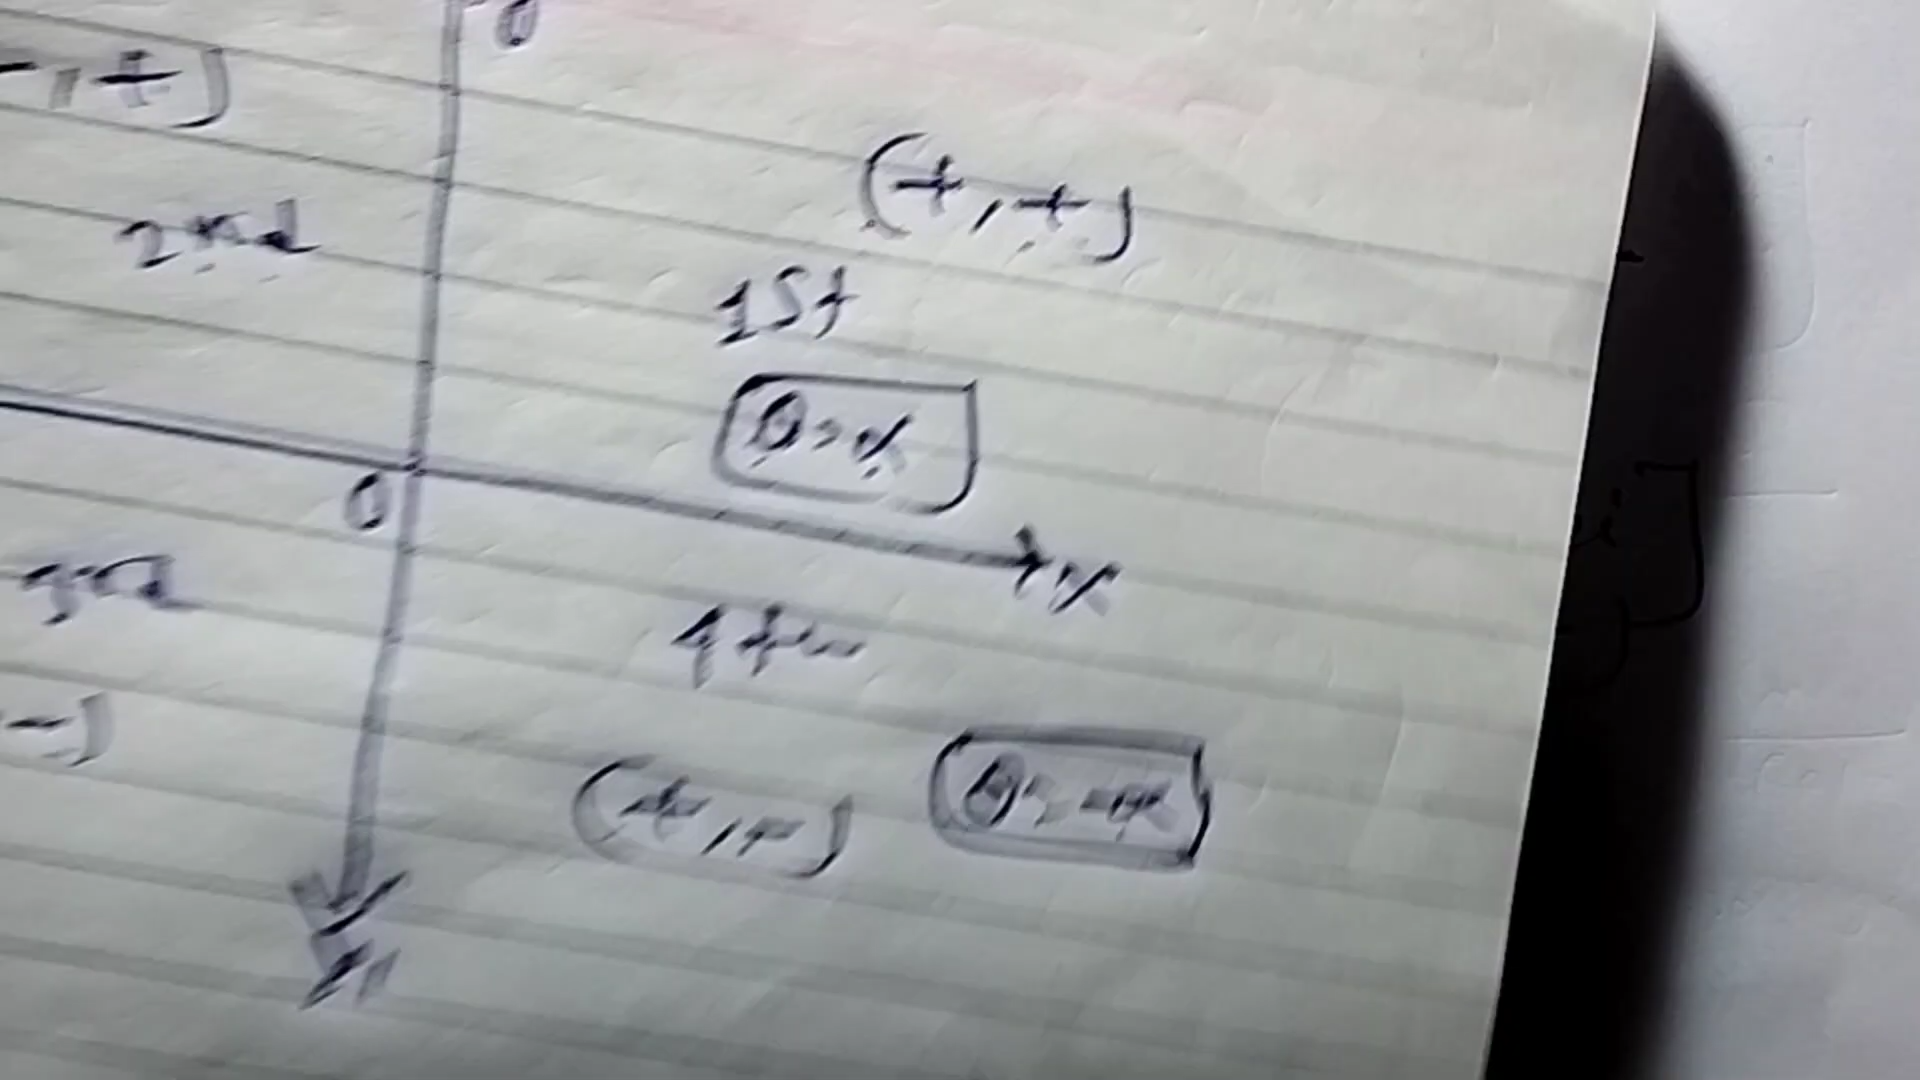 -, +)
(+, +)
2nd
1st
θ = α
0
x
3rd
4th
-)
(+, -)
θ = -α
y'